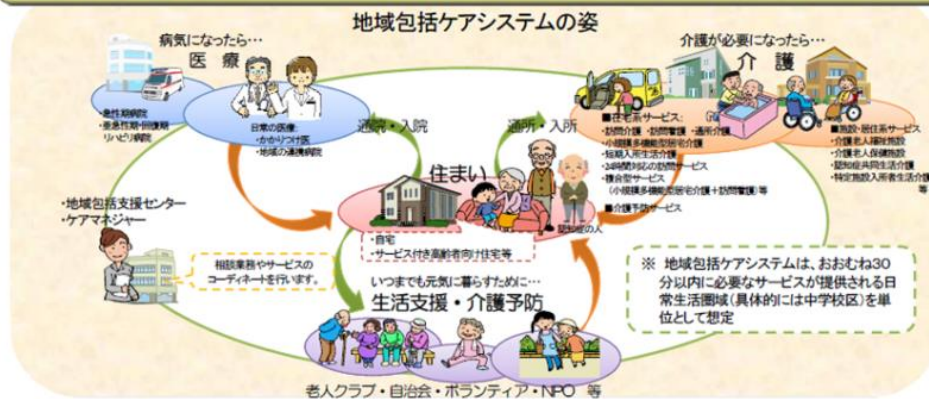 地域包括ケアシステムの姿
病気になったら…
医 療
・急性期病院
・亜急性期・回復期
リハビリ病院
日常の医療:
・かかりつけ医
・地域の連携病院
通院・入院
介護が必要になったら…
介 護
■在宅系サービス:
・訪問介護 ・訪問看護 ・通所介護
・小規模多機能型居宅介護
・短期入所生活介護
・24時間対応の訪問サービス
・複合型サービス
(小規模多機能型居宅介護+訪問看護)等
■介護予防サービス
■施設・居住系サービス
・介護老人福祉施設
・介護老人保健施設
・認知症共同生活介護
・特定施設入所者生活介護
等
通所・入所
住まい
・自宅
・サービス付き高齢者向け住宅等
認知症の人
・地域包括支援センター
・ケアマネジャー
相談業務やサービスの
コーディネートを行います。
いつまでも元気に暮らすために…
生活支援・介護予防
老人クラブ・自治会・ボランティア・NPO 等
※ 地域包括ケアシステムは、おおむね30
分以内に必要なサービスが提供される日
常生活圏域(具体的には中学校区)を単
位として想定